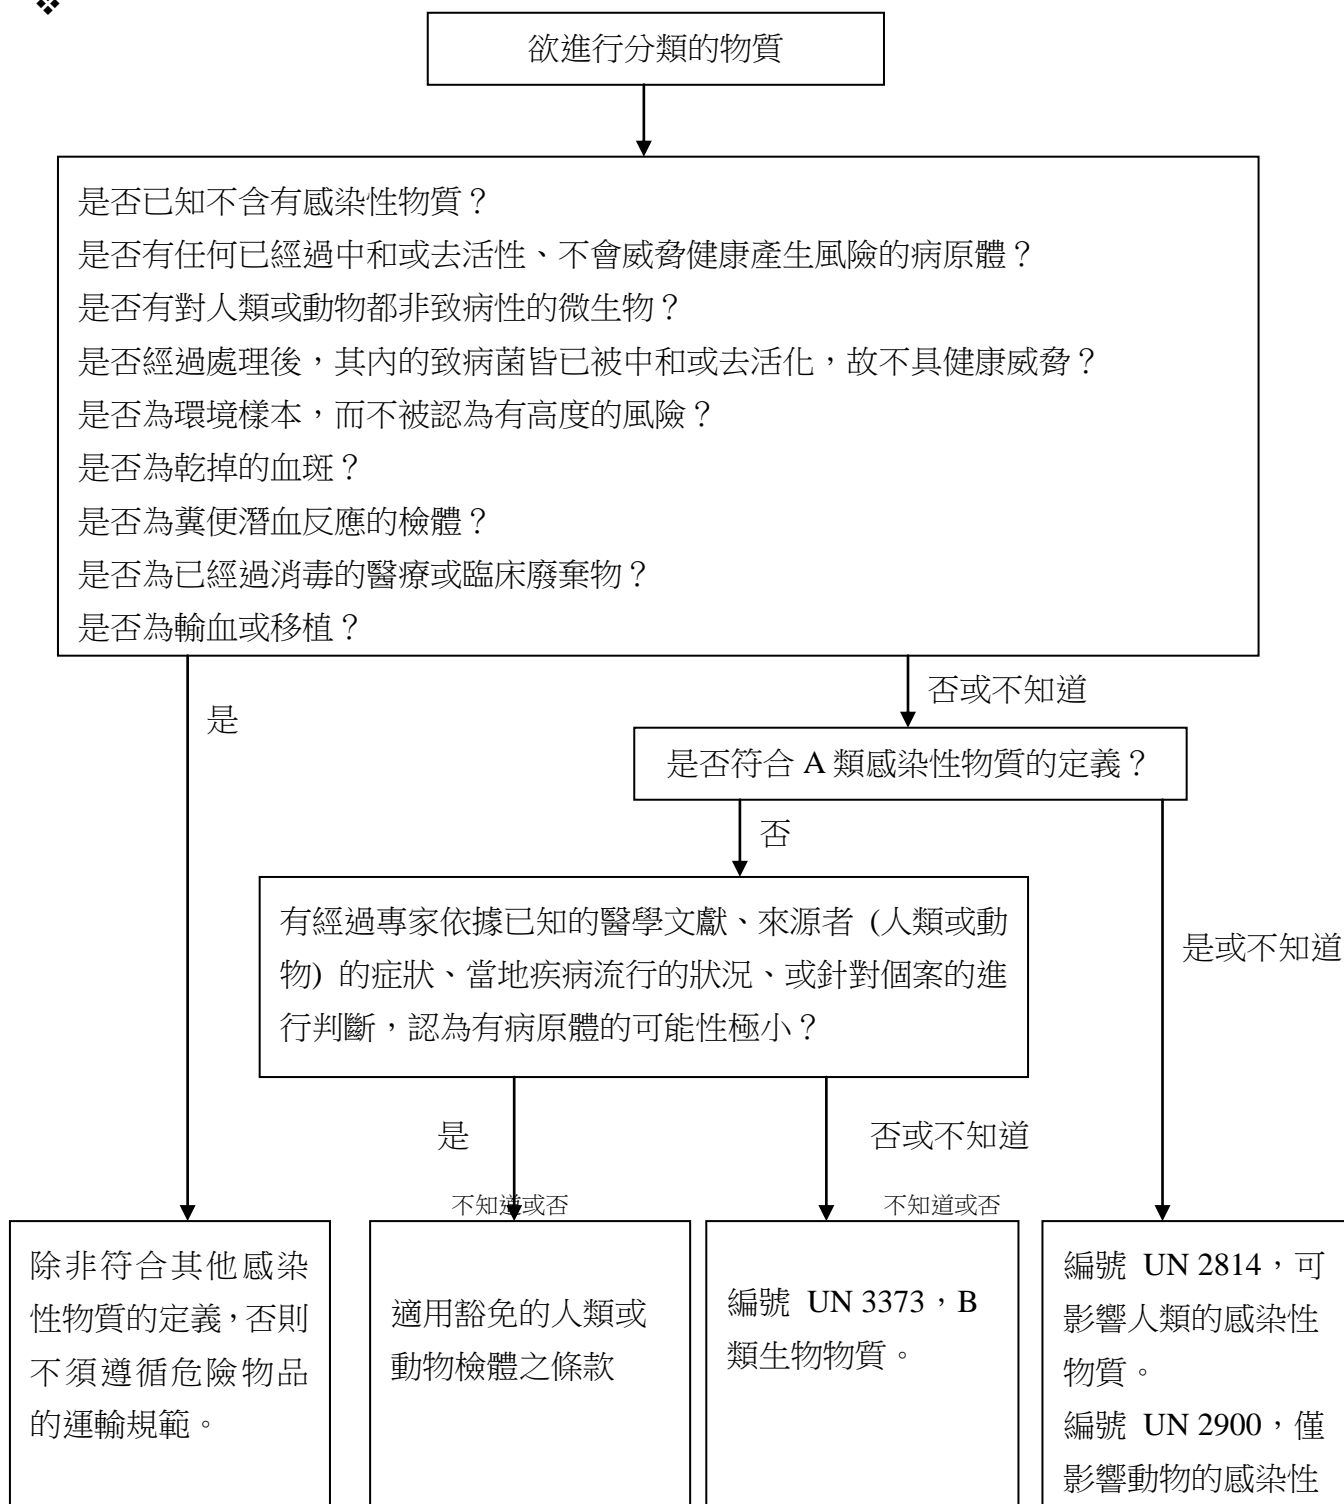 ❖
欲進行分類的物質
是否已知不含有感染性物質？
是否有任何已經過中和或去活性、不會威脅健康產生風險的病原體？
是否有對人類或動物都非致病性的微生物？
是否經過處理後，其內的致病菌皆已被中和或去活化，故不具健康威脅？
是否為環境樣本，而不被認為有高度的風險？
是否為乾掉的血斑？
是否為糞便潛血反應的檢體？
是否為已經過消毒的醫療或臨床廢棄物？
是否為輸血或移植？
否或不知道
是
是否符合 A 類感染性物質的定義？
否
有經過專家依據已知的醫學文獻、來源者 (人類或動
物) 的症狀、當地疾病流行的狀況、或針對個案的進
行判斷，認為有病原體的可能性極小？
是或不知道
是
否或不知道
不知道或否
不知道或否
除非符合其他感染
性物質的定義，否則
不須遵循危險物品
的運輸規範。
適用豁免的人類或
動物檢體之條款
編號 UN 3373，B
類生物物質。
編號 UN 2814，可
影響人類的感染性
物質。
編號 UN 2900，僅
影響動物的感染性